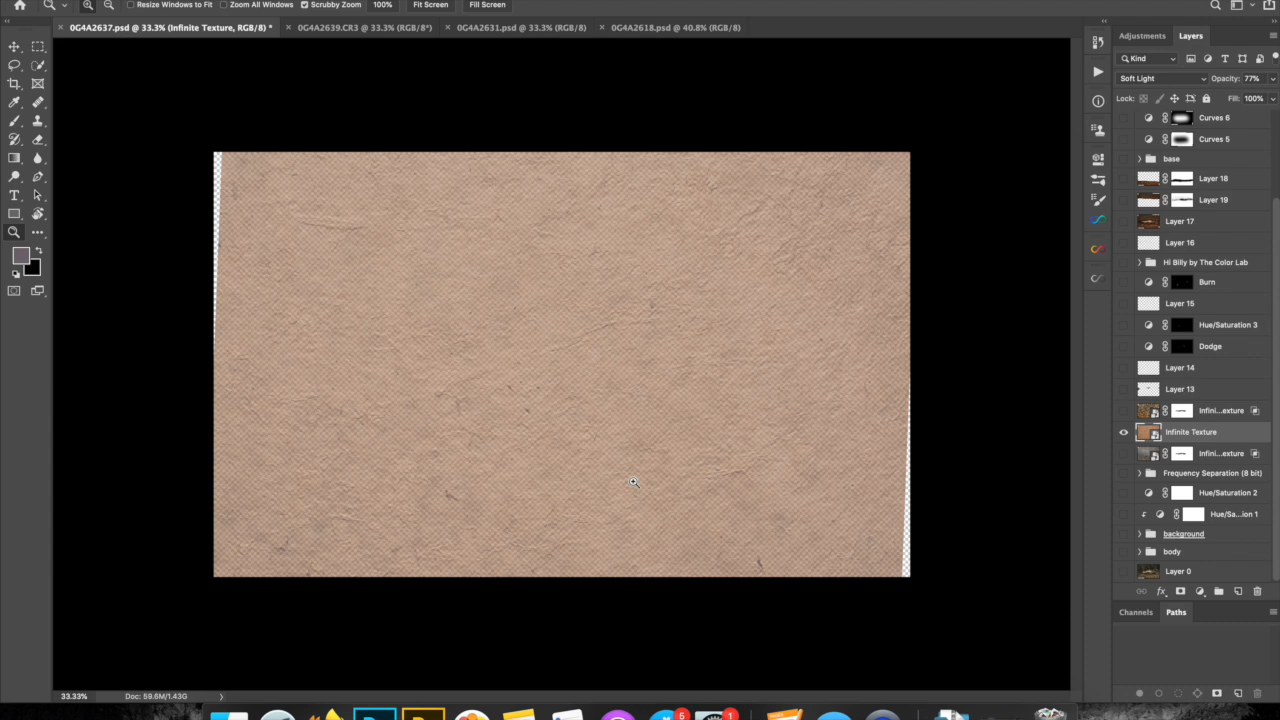 Resize Windows to Fit
Zoom All Windows
Scrubby Zoom
100%
Fit Screen
Fill Screen
0G4A2637.psd @ 33.3% (Infinite Texture, RGB/8) *
0G4A2639.CR3 @ 33.3% (RGB/8*)
0G4A2631.psd @ 33.3% (RGB/8)
0G4A2618.psd @ 40.8% (RGB/8)
Adjustments
Layers
Kind
Soft Light
Opacity: 77%
Lock:
Fill: 100%
Curves 6
Curves 5
base
Layer 18
Layer 19
Layer 17
Layer 16
Hi Billy by The Color Lab
Burn
Layer 15
Hue/Saturation 3
Dodge
Layer 14
Layer 13
Infini...exture
Infinite Texture
Infini...exture
Frequency Separation (8 bit)
Hue/Saturation 2
Hue/Sa...ion 1
background
body
Layer 0
fx
Channels
Paths
33.33%
Doc: 59.6M/1.43G
5
1